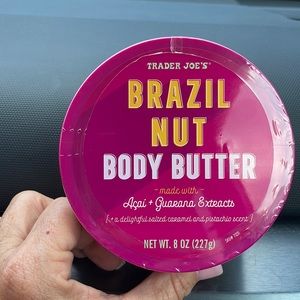 TRADER JOE'S
BRAZIL
NUT
BODY BUTTER
- made with -
Açaí + Guarana Extracts
[+ a delightful salted caramel and pistachio scent]
NET WT. 8 OZ (227g)